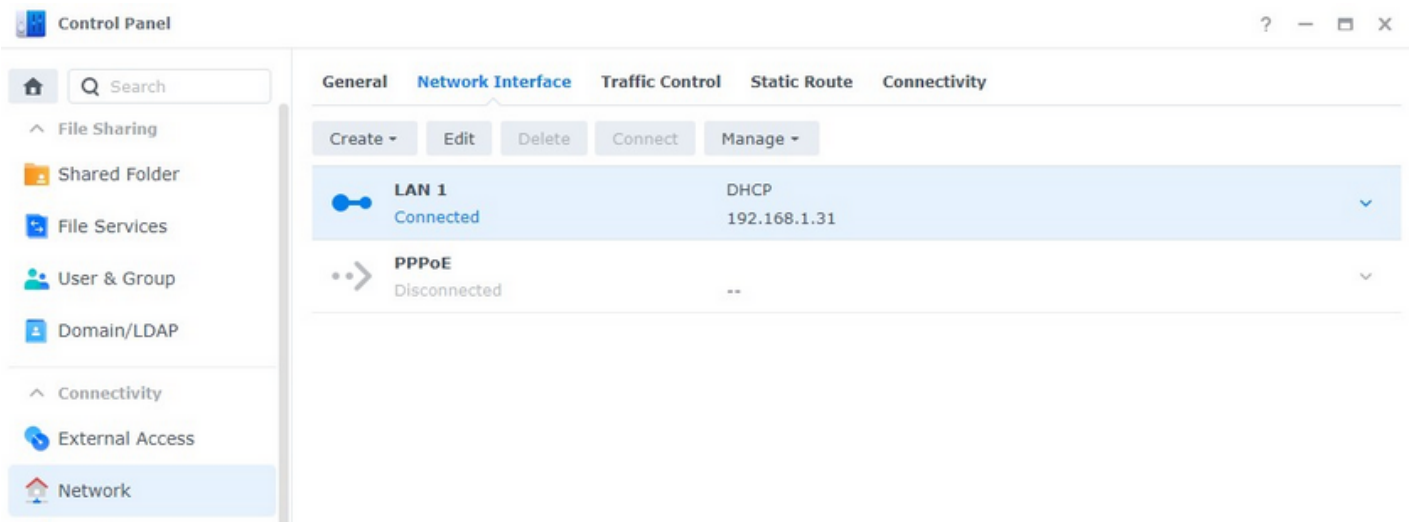 Control Panel
?
Search
General Network Interface Traffic Control Static Route Connectivity
File Sharing
Create Edit Delete Connect Manage
Shared Folder
LAN 1 DHCP
Connected 192.168.1.31
File Services
PPPoE
User & Group
Disconnected --
Domain/LDAP
Connectivity
External Access
Network